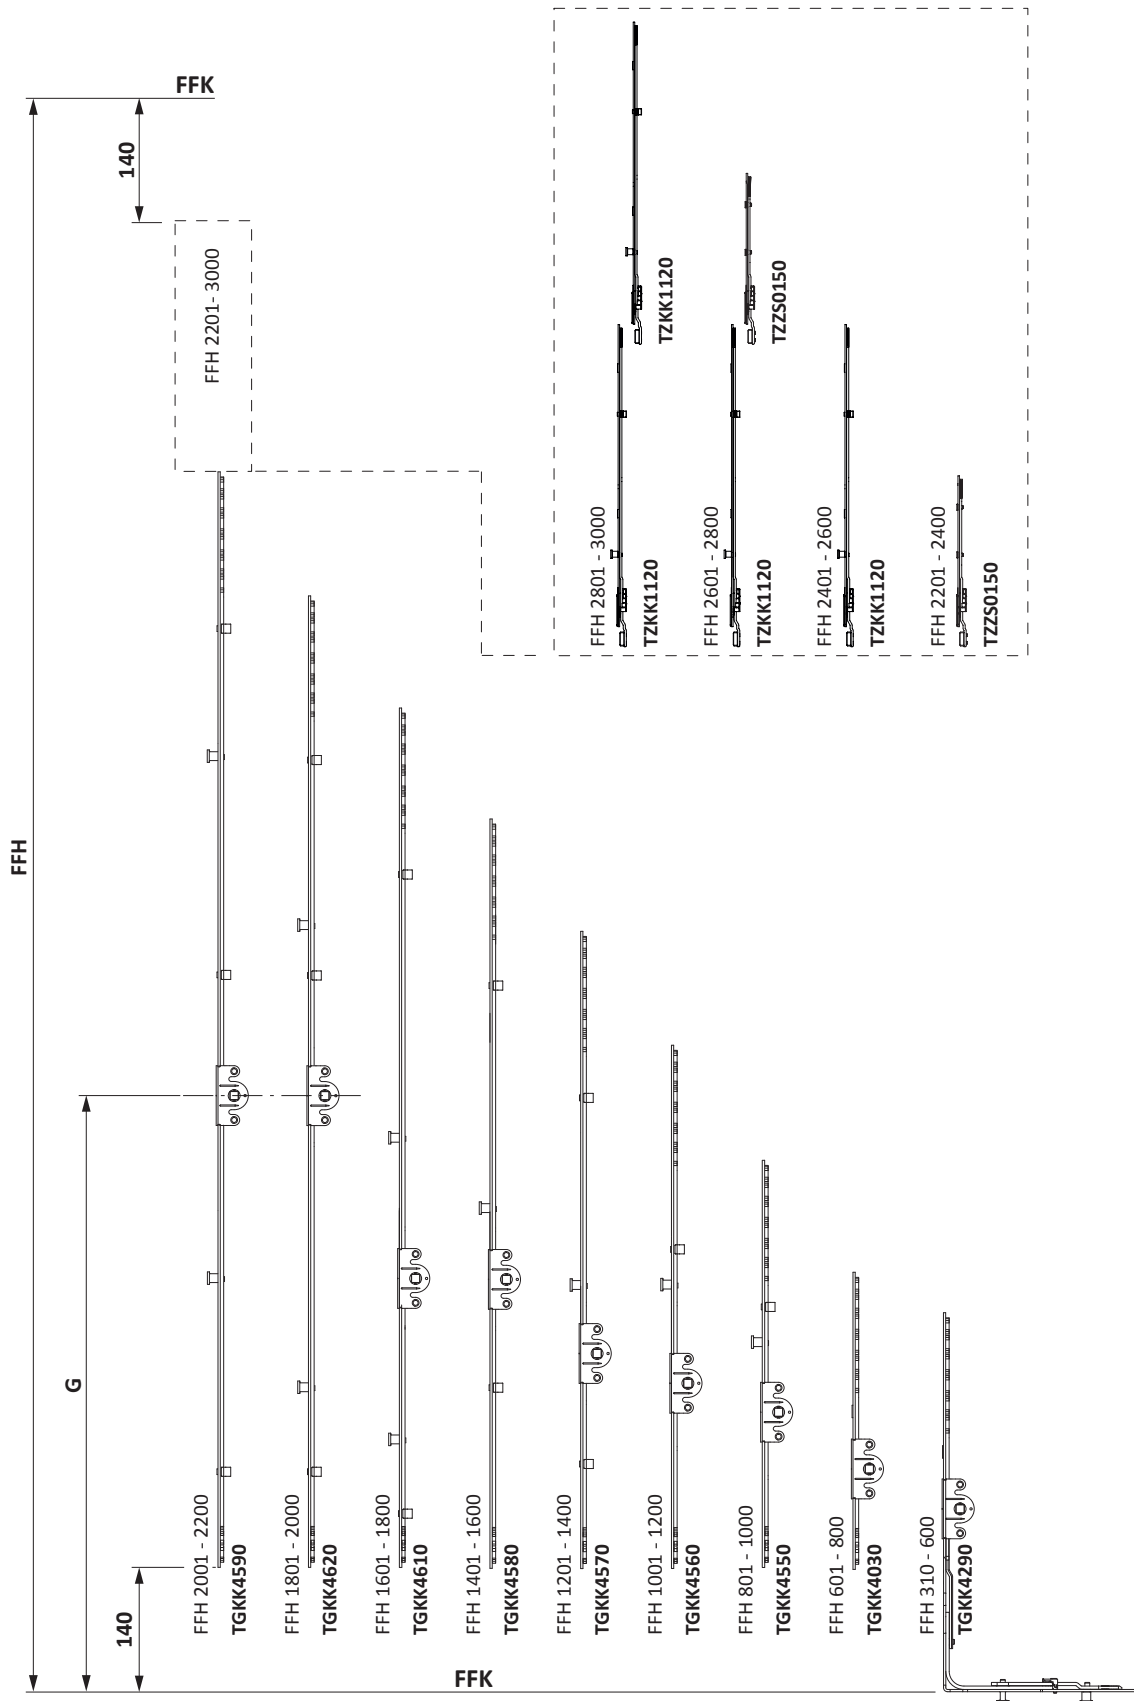 FFK
140
FFH 2201- 3000
TZKK1120
TZZS0150
FFH 2801 - 3000
TZKK1120
FFH 2601 - 2800
TZKK1120
FFH 2401 - 2600
TZKK1120
FFH 2201 - 2400
TZZS0150
FFH
G
140
FFH 2001 - 2200
TGKK4590
FFH 1801 - 2000
TGKK4620
FFH 1601 - 1800
TGKK4610
FFH 1401 - 1600
TGKK4580
FFH 1201 - 1400
TGKK4570
FFH 1001 - 1200
TGKK4560
FFH 801 - 1000
TGKK4550
FFH 601 - 800
TGKK4030
FFH 310 - 600
TGKK4290
FFK